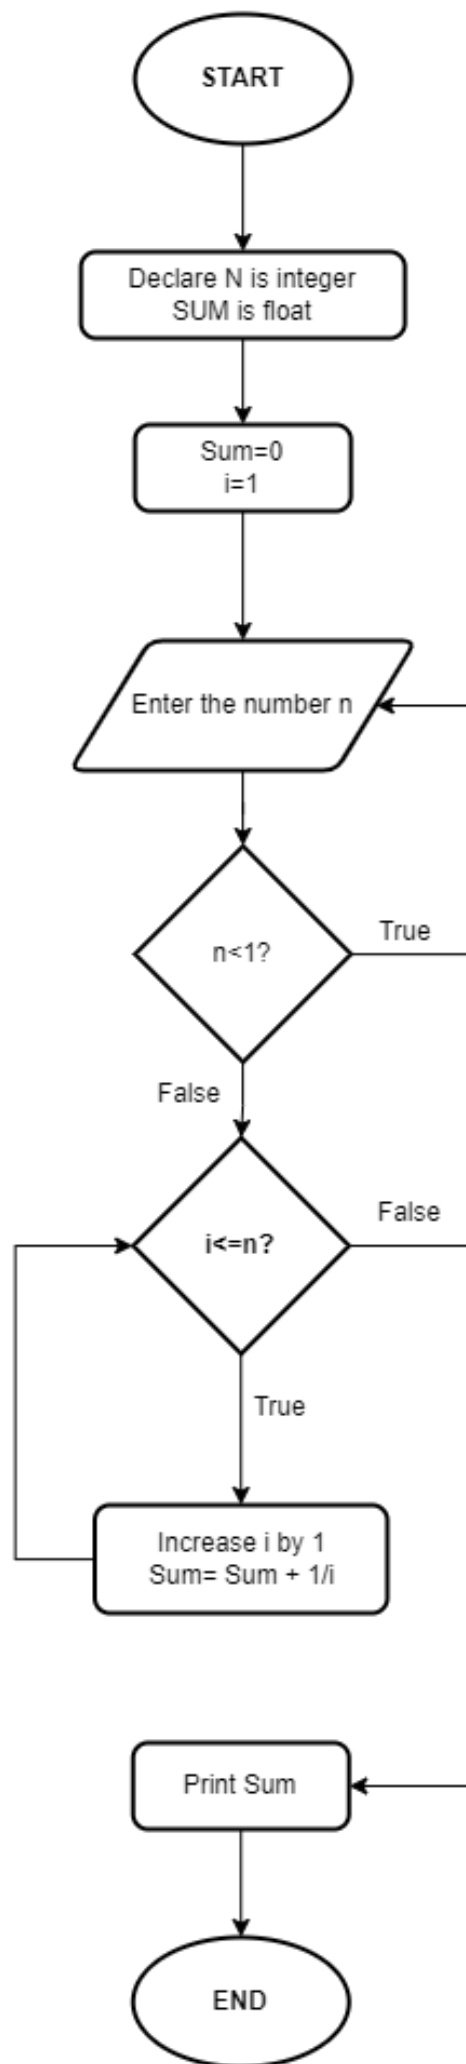 START
Declare N is integer
SUM is float
Sum=0
i=1
Enter the number n
n<1?
True
False
i<=n?
False
True
Increase i by 1
Sum= Sum + 1/i
Print Sum
END